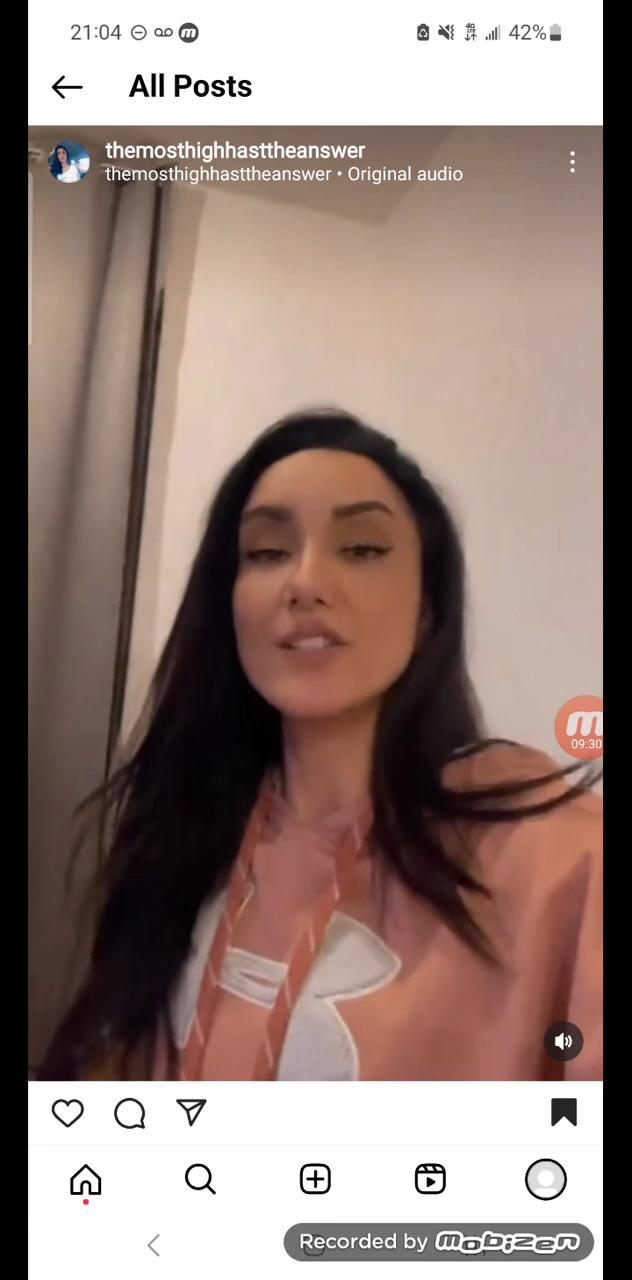 21:04
42%
All Posts
themosthighhasttheanswer
themosthighhasttheanswer • Original audio
09:30
Recorded by mobizen